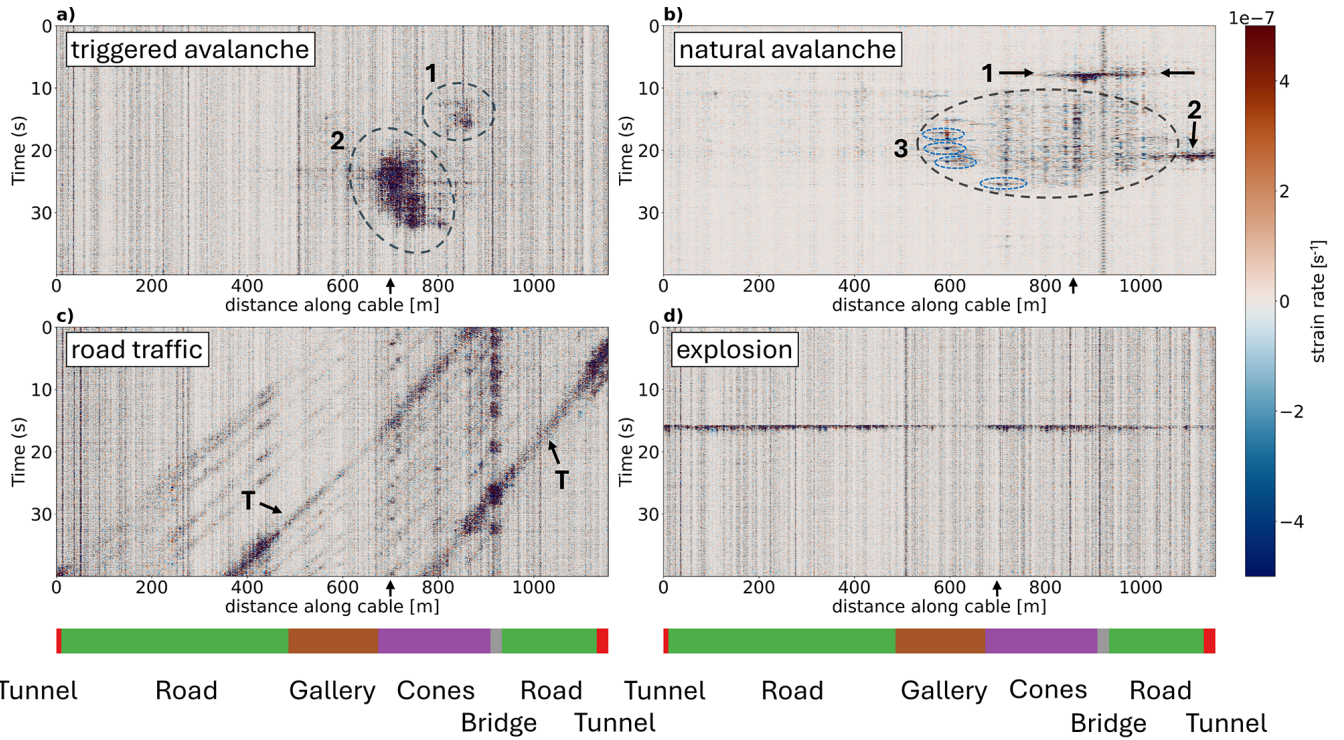 a)
triggered avalanche
0
10
20
30
Time (s)
1
2
0 200 400 600 800 1000
distance along cable [m]
b)
natural avalanche
0
10
20
30
Time (s)
1
2
3
0 200 400 600 800 1000
distance along cable [m]
1e−7
4
2
0
−2
−4
strain rate [s⁻¹]
c)
road traffic
0
10
20
30
Time (s)
T
T
0 200 400 600 800 1000
distance along cable [m]
d)
explosion
0
10
20
30
Time (s)
0 200 400 600 800 1000
distance along cable [m]
Tunnel Road Gallery Cones Road
Bridge Tunnel
Tunnel Road Gallery Cones Road
Bridge Tunnel